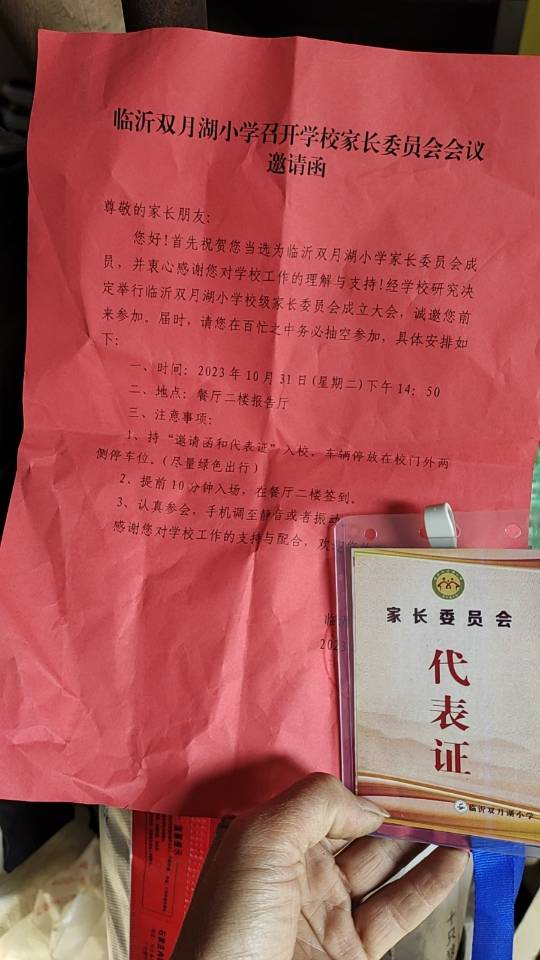 临沂双月湖小学召开学校家长委员会会议
邀请函
尊敬的家长朋友：
您好！首先祝贺您当选为临沂双月湖小学家长委员会成
员，并衷心感谢您对学校工作的理解与支持！经学校研究决
定举行临沂双月湖小学校级家长委员会成立大会，诚邀您前
来参加。届时，请您在百忙之中务必抽空参加，具体安排如
下：
一、时间：2023年10月31日(星期二)下午14：50
二、地点：餐厅二楼报告厅
三、注意事项：
1、持“邀请函和代表证”入校，车辆停放在校门外两
侧停车位。（尽量绿色出行）
2、提前10分钟入场，在餐厅二楼签到。
3、认真参会，手机调至静音或者振动
感谢您对学校工作的支持与配合，欢
临
2023
家长委员会
代
表
证
临沂双月湖小学